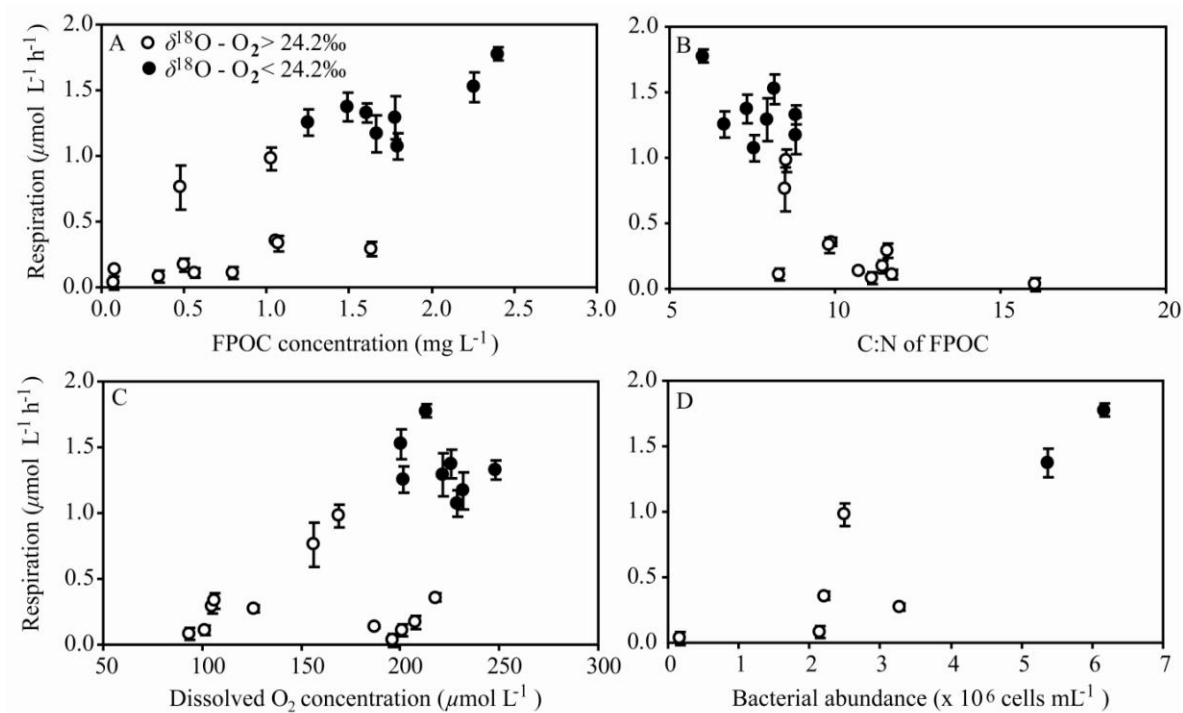 A
δ¹⁸O - O₂> 24.2‰
δ¹⁸O - O₂< 24.2‰
2.0
1.5
1.0
0.5
0.0
Respiration (µmol L⁻¹ h⁻¹)
0.0 0.5 1.0 1.5 2.0 2.5 3.0
FPOC concentration (mg L⁻¹ )
B
2.0
1.5
1.0
0.5
0.0
5 10 15 20
C:N of FPOC
C
2.0
1.5
1.0
0.5
0.0
Respiration (µmol L⁻¹ h⁻¹)
50 100 150 200 250 300
Dissolved O₂ concentration (µmol L⁻¹ )
D
2.0
1.5
1.0
0.5
0.0
0 1 2 3 4 5 6 7
Bacterial abundance (x 10⁶ cells mL⁻¹ )